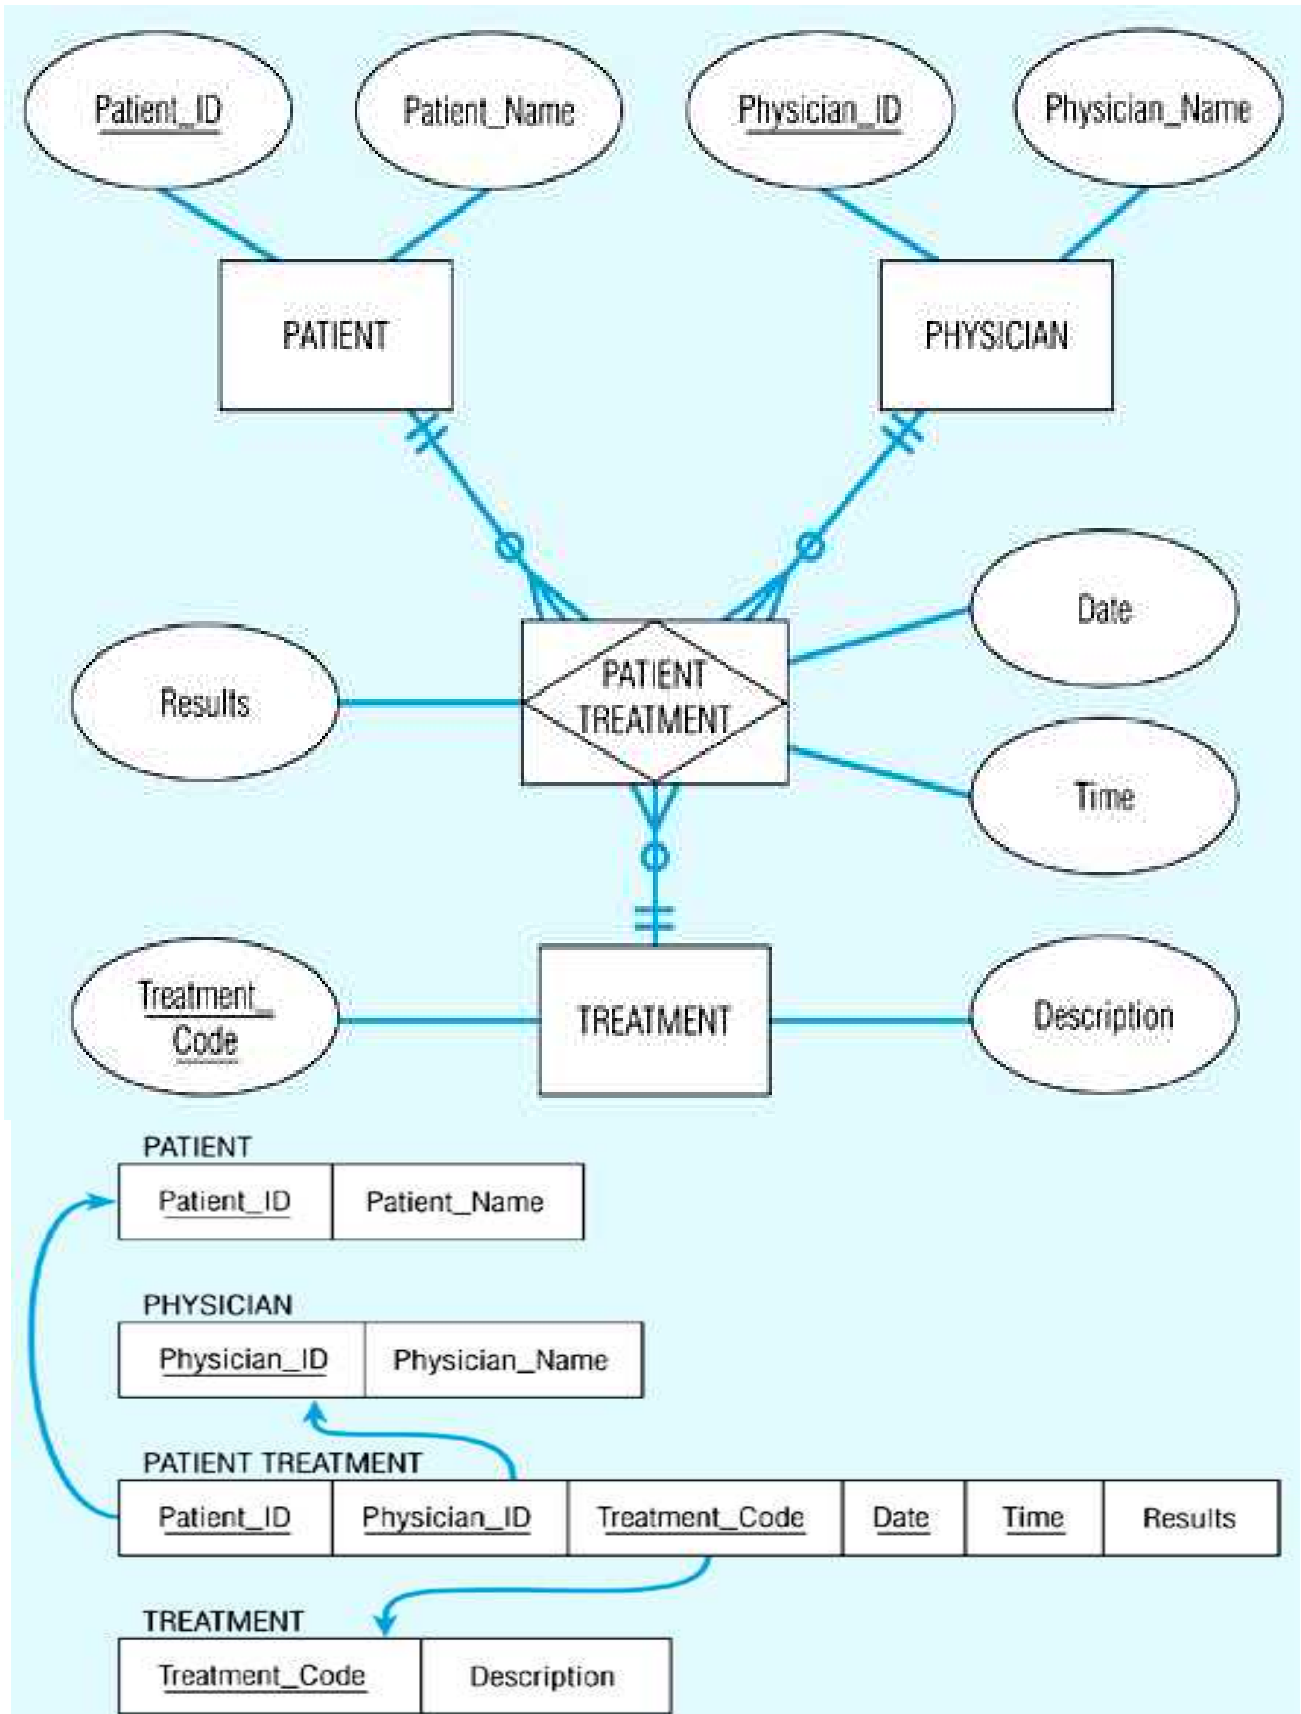 Patient_ID
Patient_Name
Physician_ID
Physician_Name
PATIENT
PHYSICIAN
Date
Results
PATIENT
TREATMENT
Time
Treatment_
Code
TREATMENT
Description
PATIENT
Patient_ID Patient_Name
PHYSICIAN
Physician_ID Physician_Name
PATIENT TREATMENT
Patient_ID Physician_ID Treatment_Code Date Time Results
TREATMENT
Treatment_Code Description